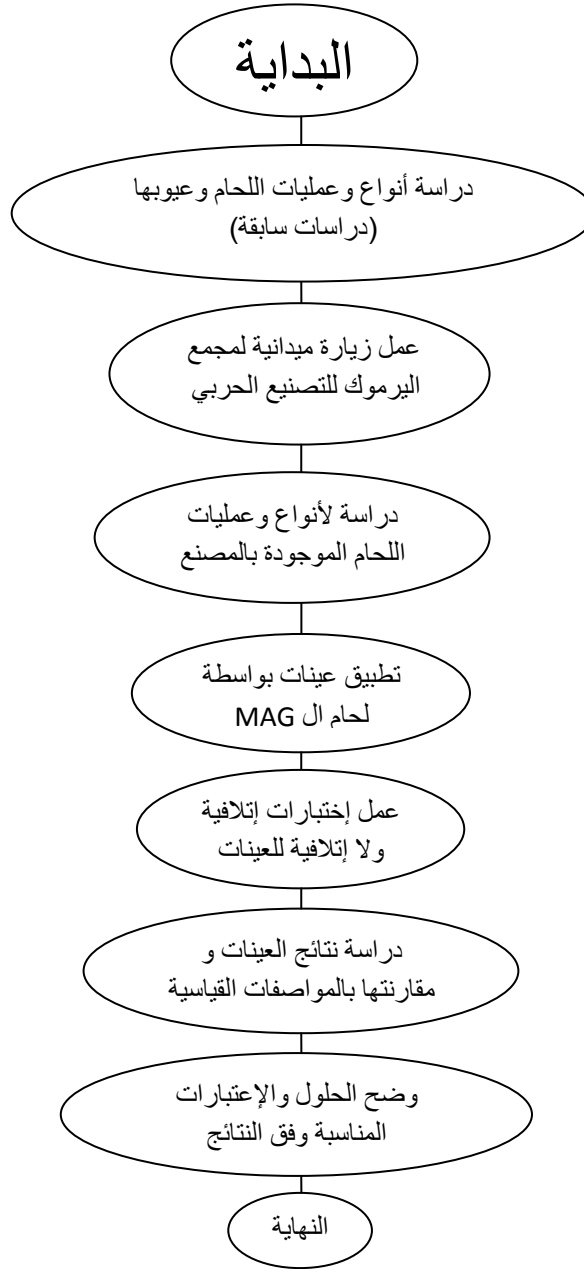 البداية
دراسة أنواع وعمليات اللحام وعيوبها
(دراسات سابقة)
عمل زيارة ميدانية لمجمع
اليرموك للتصنيع الحربي
دراسة لأنواع وعمليات
اللحام الموجودة بالمصنع
تطبيق عينات بواسطة
لحام ال MAG
عمل إختبارات إتلافية
ولا إتلافية للعينات
دراسة نتائج العينات و
مقارنتها بالمواصفات القياسية
وضح الحلول والإعتبارات
المناسبة وفق النتائج
النهاية